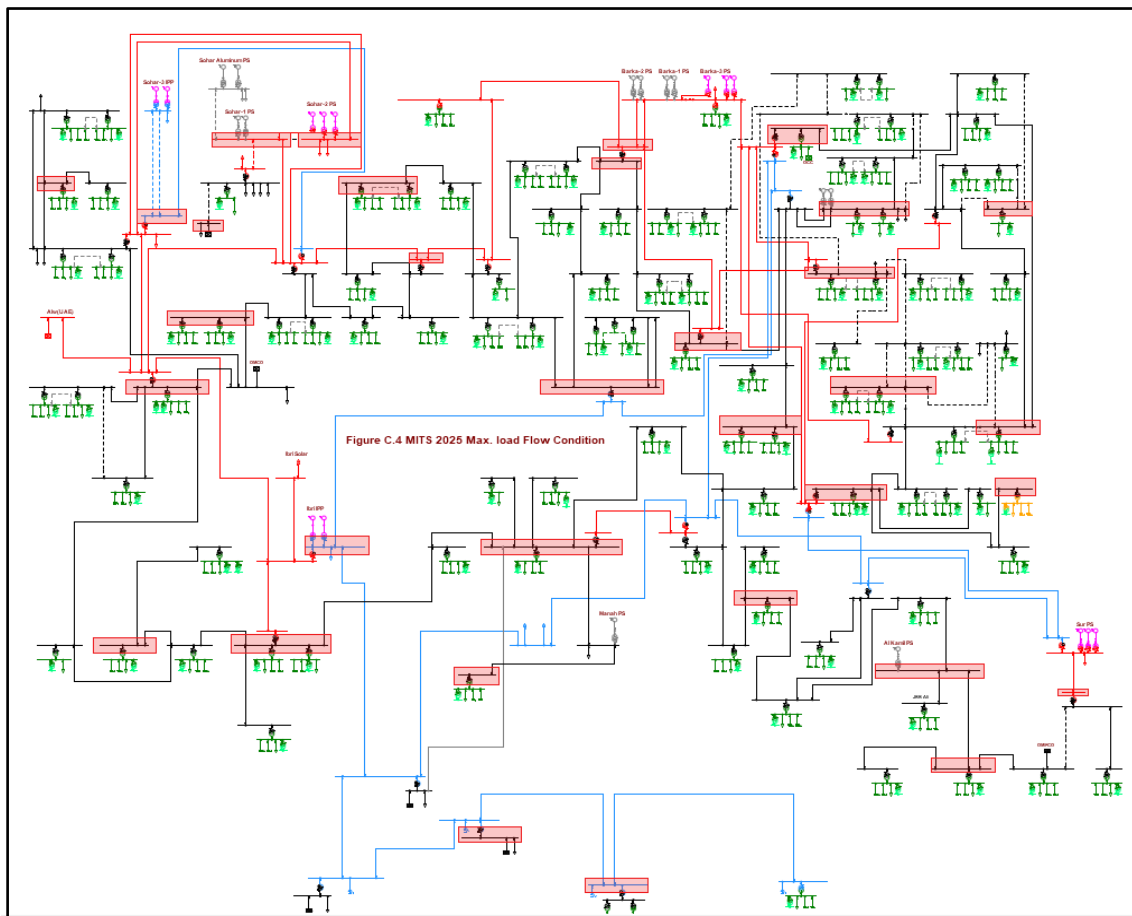 Sohar Aluminum PS
Sohar-3 IPP
Sohar-1 PS
Sohar-2 PS
Barka-2 PS
Barka-1 PS
Barka-3 PS
Alw(UAE)
Figure C.4 MITS 2025 Max. load Flow Condition
Ibri Solar
Ibri IPP
Manah PS
Sur PS
Al Kamil PS